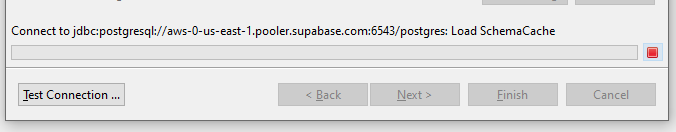 Connect to jdbc:postgresql://aws-0-us-east-1.pooler.supabase.com:6543/postgres: Load SchemaCache
Test Connection ...
< Back
Next >
Finish
Cancel